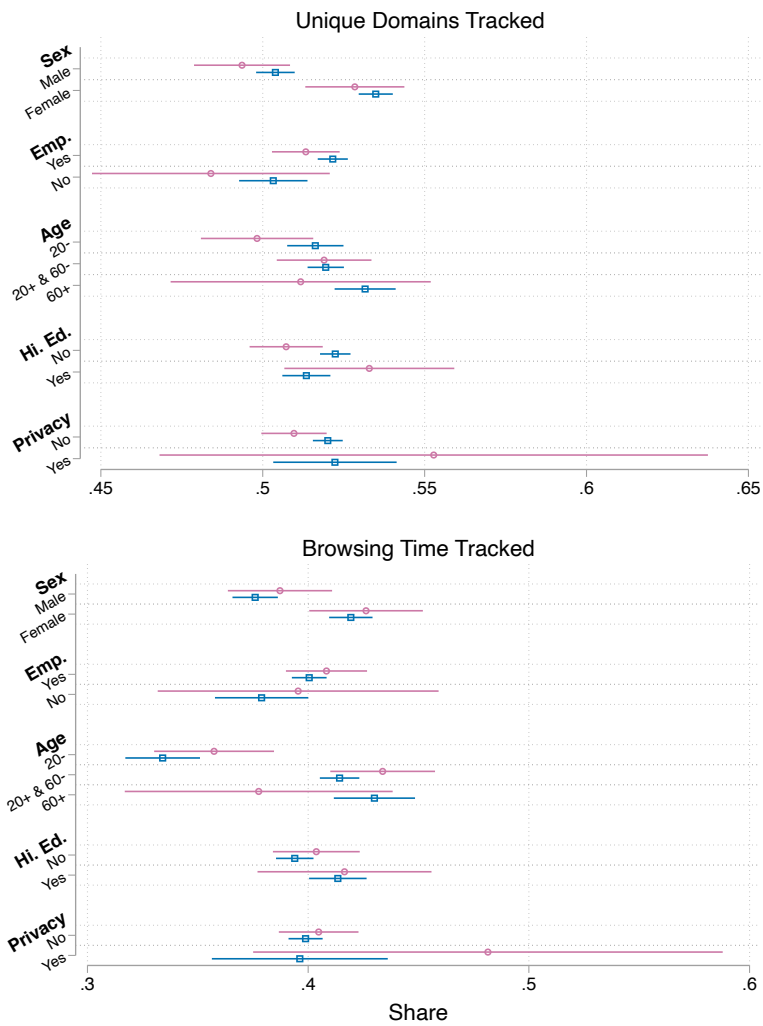 Unique Domains Tracked
Sex
Male
Female
Emp.
Yes
No
Age
20-
20+ & 60-
60+
Hi. Ed.
No
Yes
Privacy
No
Yes
.45 .5 .55 .6 .65
Browsing Time Tracked
Sex
Male
Female
Emp.
Yes
No
Age
20-
20+ & 60-
60+
Hi. Ed.
No
Yes
Privacy
No
Yes
.3 .4 .5 .6
Share